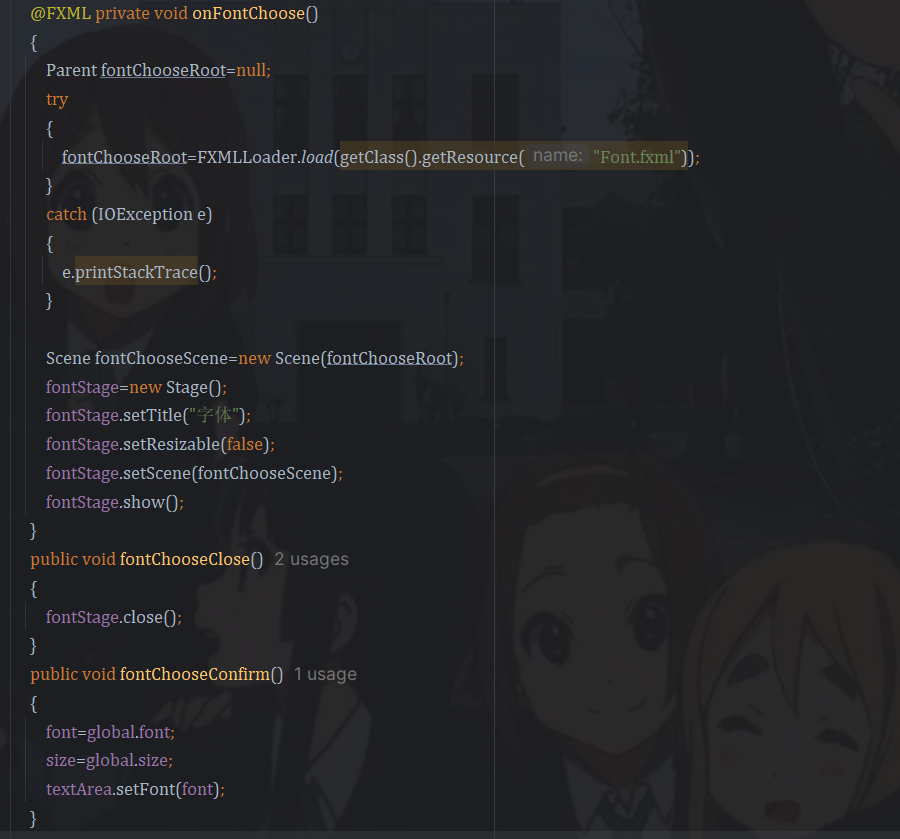 @FXML private void onFontChoose()
{
Parent fontChooseRoot=null;
try
{
fontChooseRoot=FXMLLoader.load(getClass().getResource( name: "Font.fxml"));
}
catch (IOException e)
{
e.printStackTrace();
}
Scene fontChooseScene=new Scene(fontChooseRoot);
fontStage=new Stage();
fontStage.setTitle("字体");
fontStage.setResizable(false);
fontStage.setScene(fontChooseScene);
fontStage.show();
}
public void fontChooseClose() 2 usages
{
fontStage.close();
}
public void fontChooseConfirm() 1 usage
{
font=global.font;
size=global.size;
textArea.setFont(font);
}